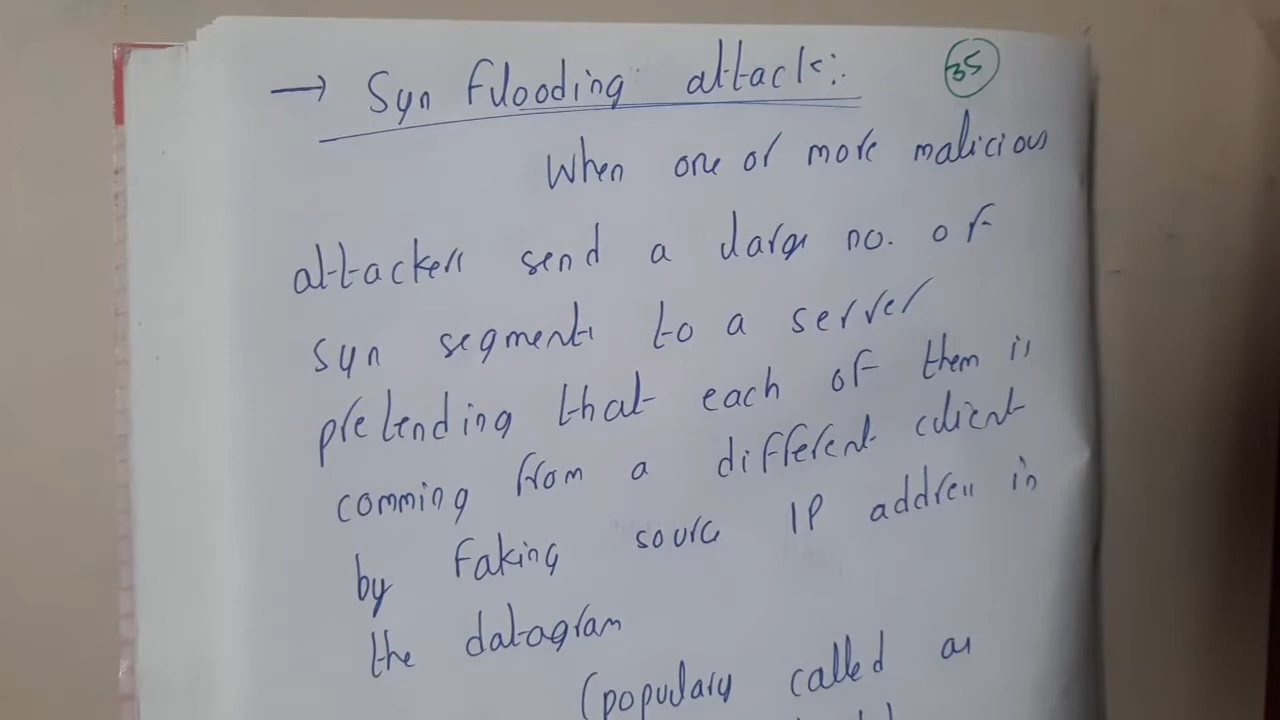 → Syn flooding attack:. 35
When one or more malicious
attackers send a large no. of
syn segments to a server
pretending that each of them is
comming from a different client
by faking source IP address in
the datagram
(populary called as